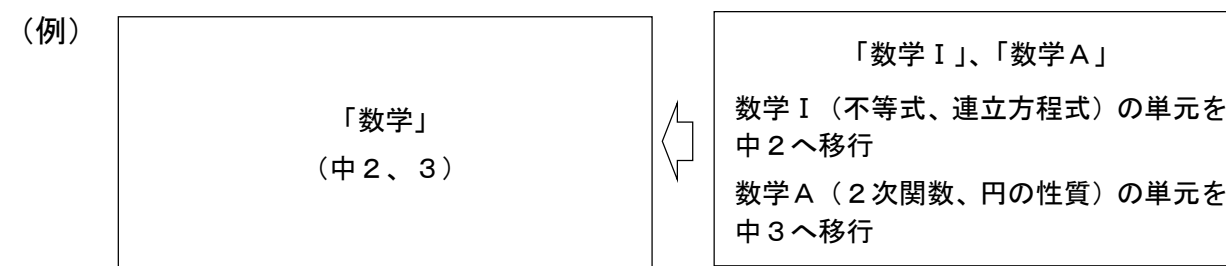 （例）
「数学」
（中２、３）
「数学Ⅰ」、「数学Ａ」
数学Ⅰ（不等式、連立方程式）の単元を
中２へ移行
数学Ａ（２次関数、円の性質）の単元を
中３へ移行